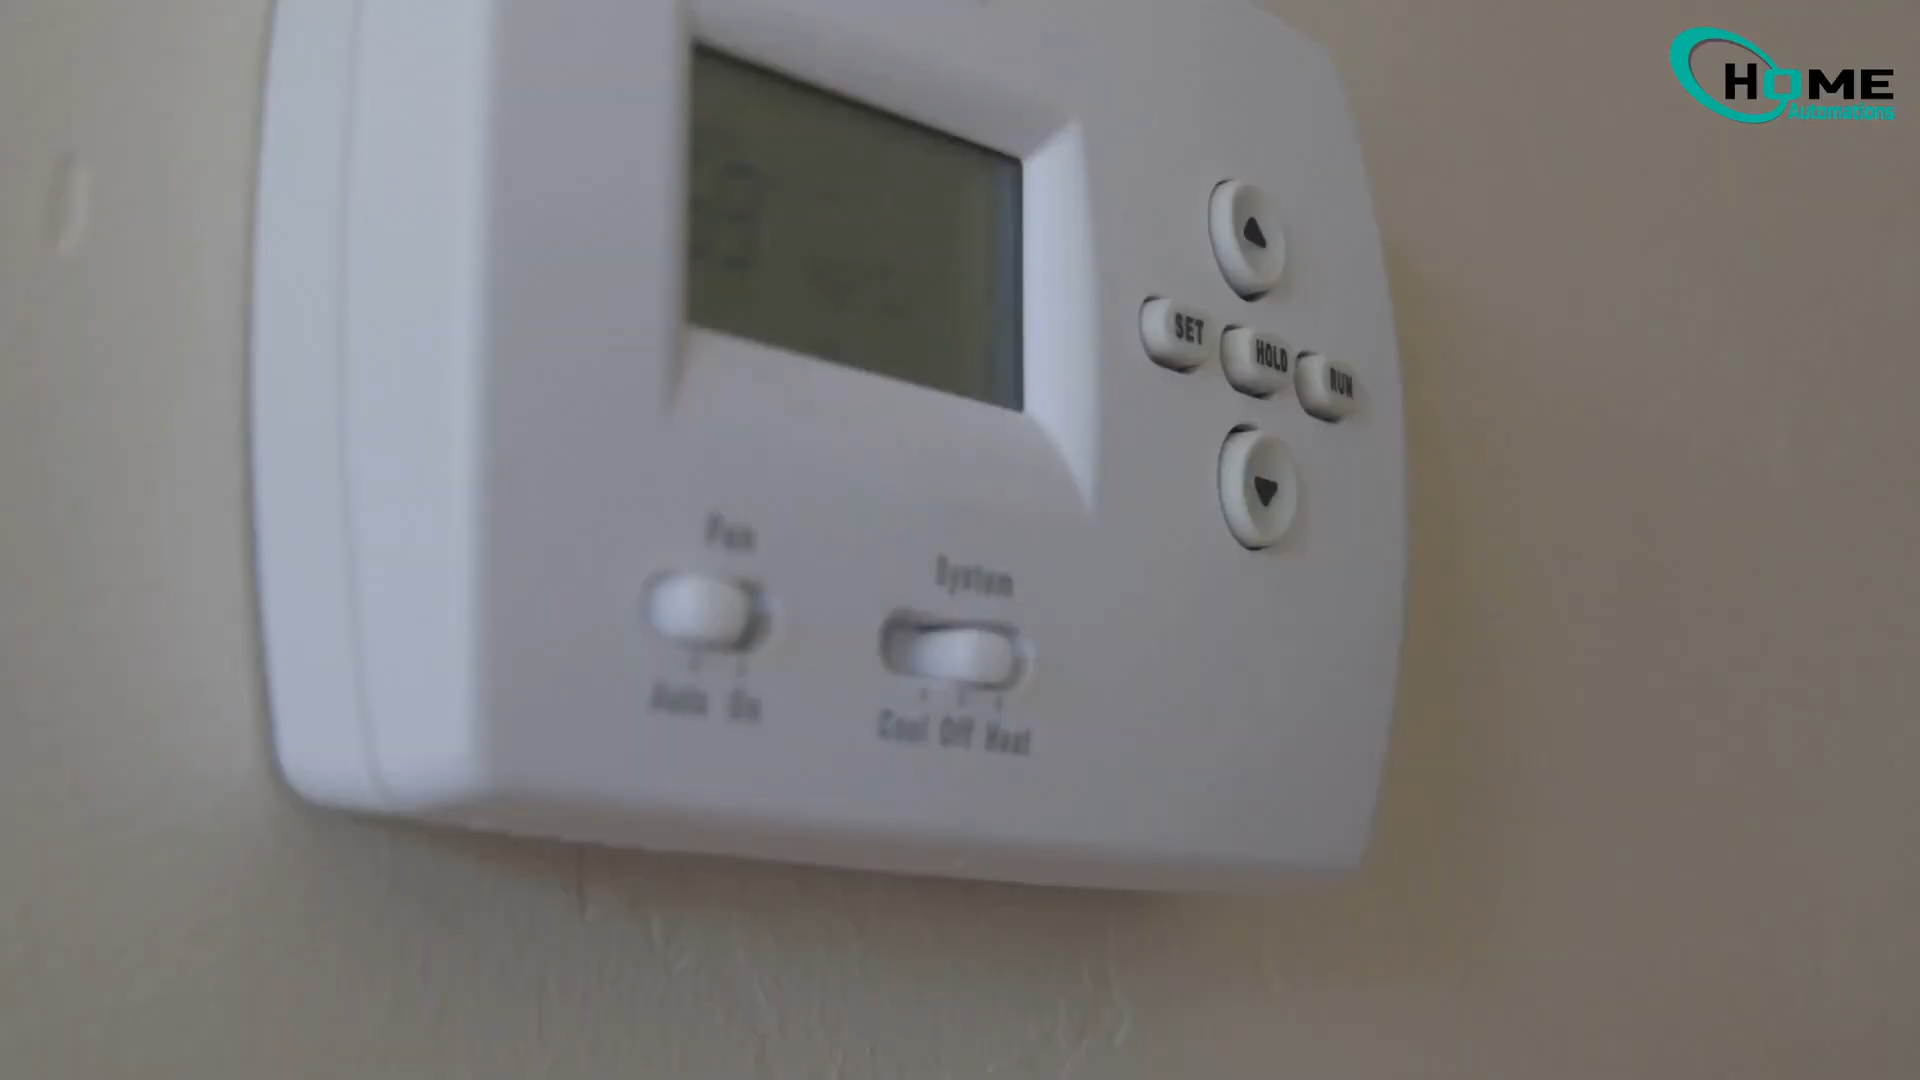 HOME
Automations
SET
HOLD
RUN
Fan
System
Auto On
Cool Off Heat